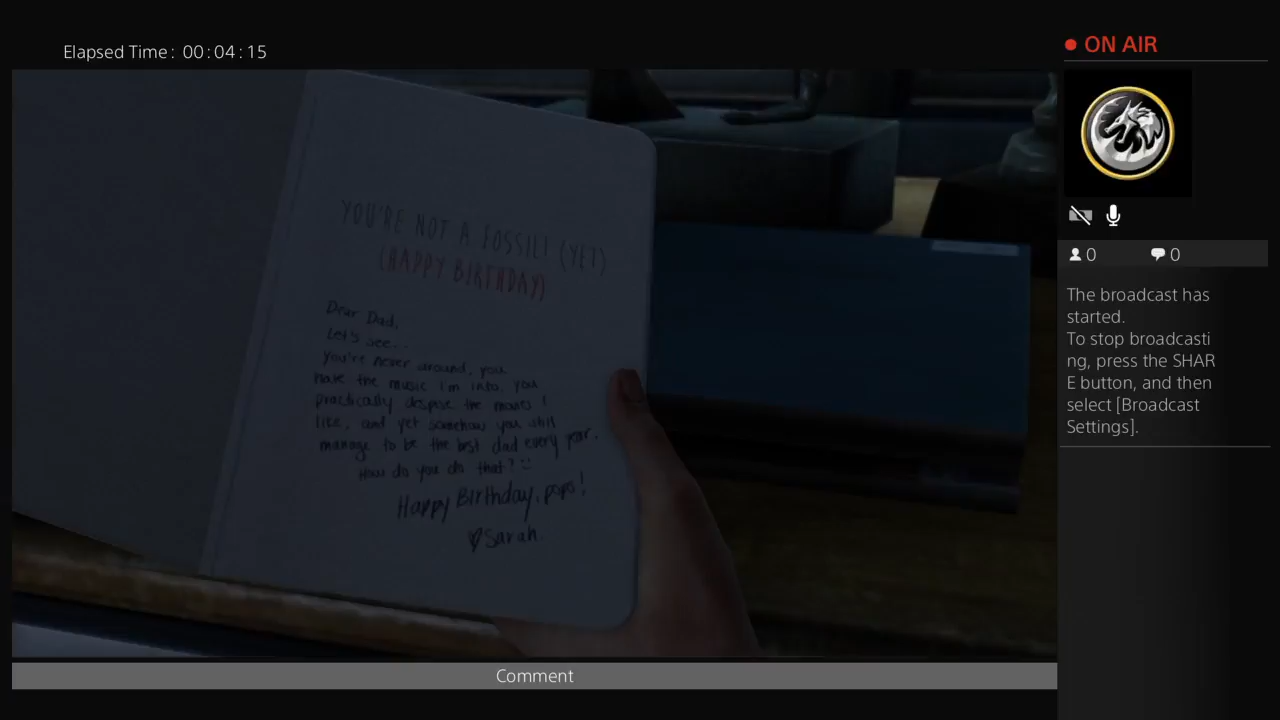 Elapsed Time: 00:04:15
ON AIR
0 0
The broadcast has
started.
To stop broadcasti
ng, press the SHAR
E button, and then
select [Broadcast
Settings].
YOU'RE NOT A FOSSIL! (YET)
(HAPPY BIRTHDAY)
Dear Dad,
Let's see...
You're never around, you
hate the music I'm into, you
practically despise the movies I
like, and yet somehow you still
manage to be the best dad every year.
How do you do that? :)
Happy Birthday, pops!
♡Sarah
Comment